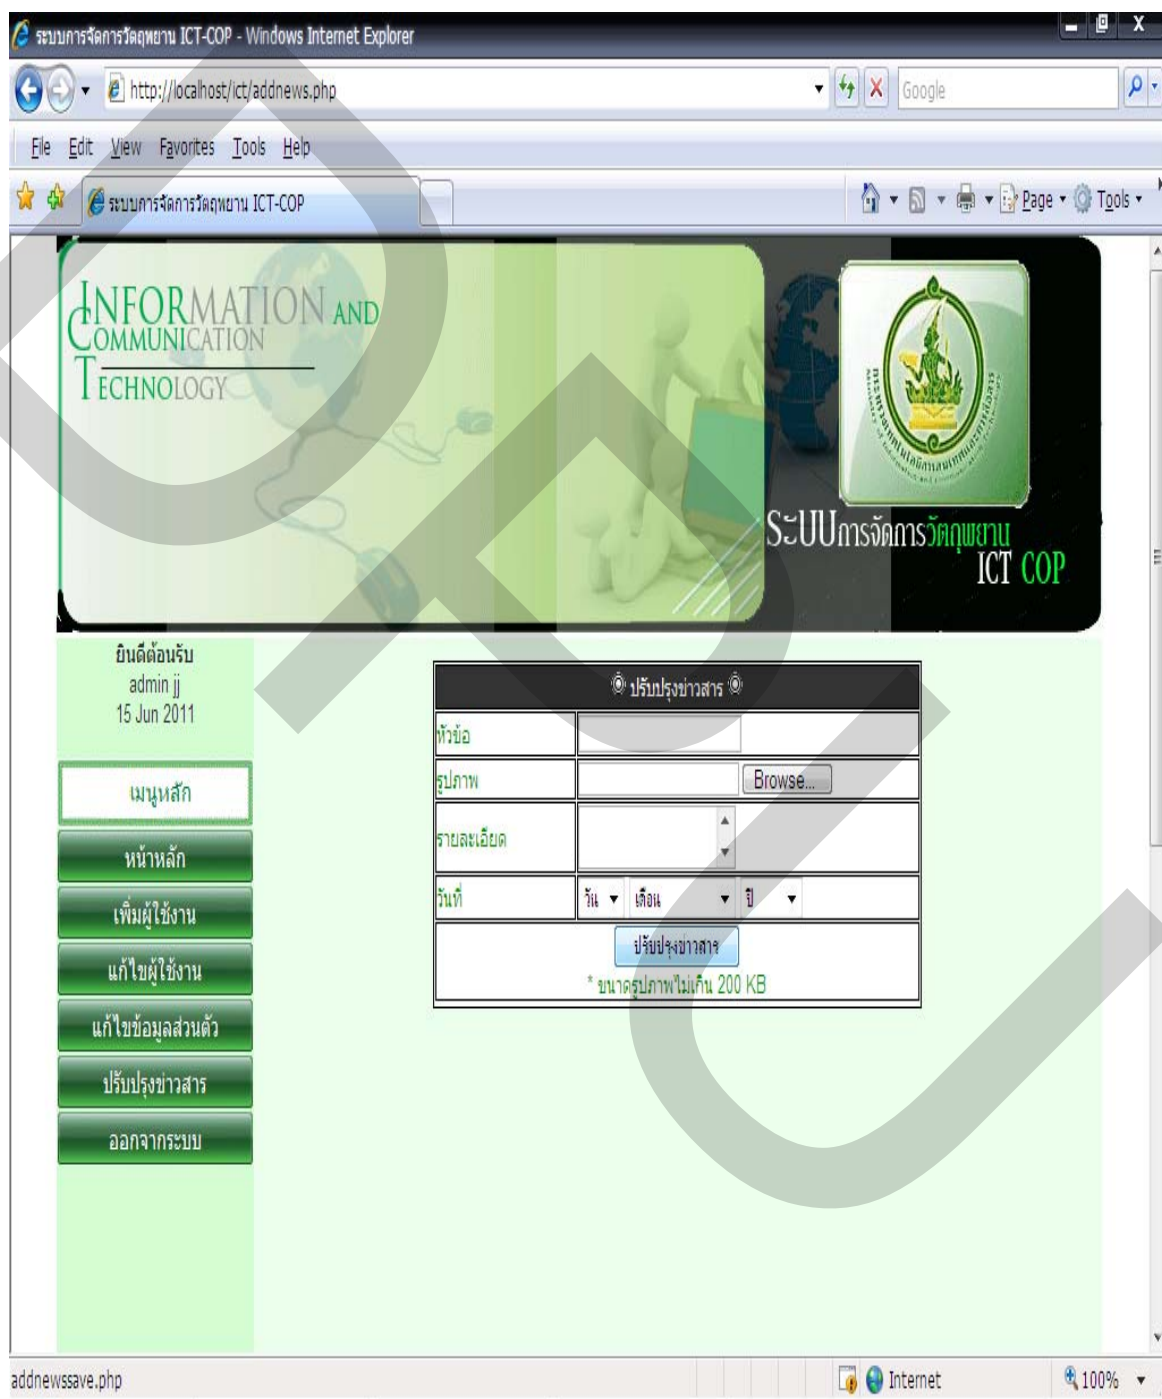 ระบบการจัดการวัตถุพยาน ICT-COP - Windows Internet Explorer
http://localhost/ict/addnews.php
Google
File Edit View Favorites Tools Help
ระบบการจัดการวัตถุพยาน ICT-COP
Page Tools
INFORMATION AND
COMMUNICATION
TECHNOLOGY
ระบบการจัดการวัตถุพยาน
ICT COP
ยินดีต้อนรับ
admin jj
15 Jun 2011
เมนูหลัก
หน้าหลัก
เพิ่มผู้ใช้งาน
แก้ไขผู้ใช้งาน
แก้ไขข้อมูลส่วนตัว
ปรับปรุงข่าวสาร
ออกจากระบบ
ปรับปรุงข่าวสาร
หัวข้อ
รูปภาพ
Browse...
รายละเอียด
วันที่
วัน เดือน ปี
ปรับปรุงข่าวสาร
* ขนาดรูปภาพไม่เกิน 200 KB
addnewssave.php
Internet
100%
DPU